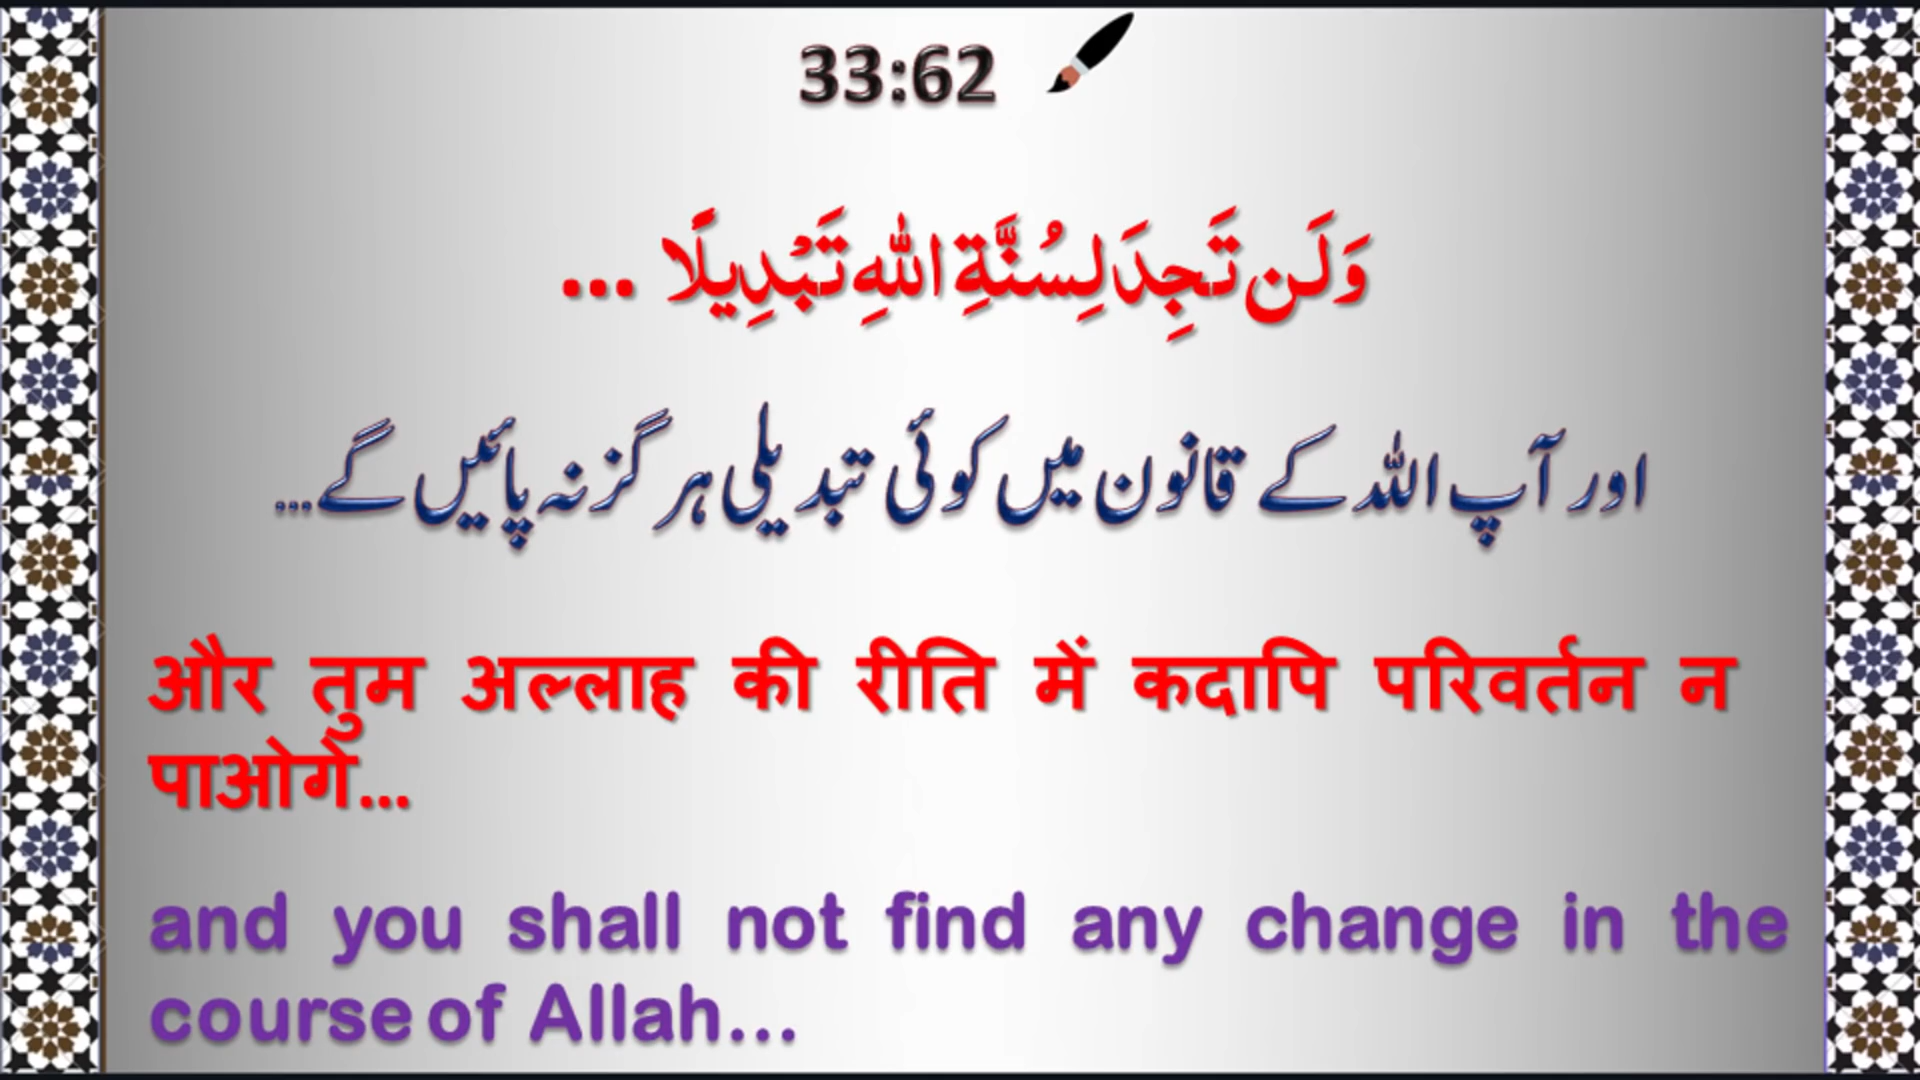 33:62
وَلَن تَجِدَ لِسُنَّةِ اللهِ تَبْدِيلًا ...
اور آپ اللہ کے قانون میں کوئی تبدیلی ہر گز نہ پائیں گے...
और तुम अल्लाह की रीति में कदापि परिवर्तन न
पाओगे...
and you shall not find any change in the
course of Allah...